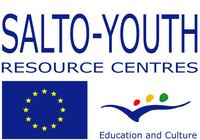 SALTO-YOUTH
RESOURCE CENTRES
Education and Culture